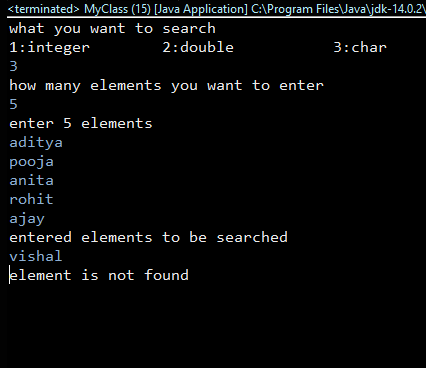 <terminated> MyClass (15) [Java Application] C:\Program Files\Java\jdk-14.0.2\
what you want to search
1:integer 2:double 3:char
3
how many elements you want to enter
5
enter 5 elements
aditya
pooja
anita
rohit
ajay
entered elements to be searched
vishal
element is not found